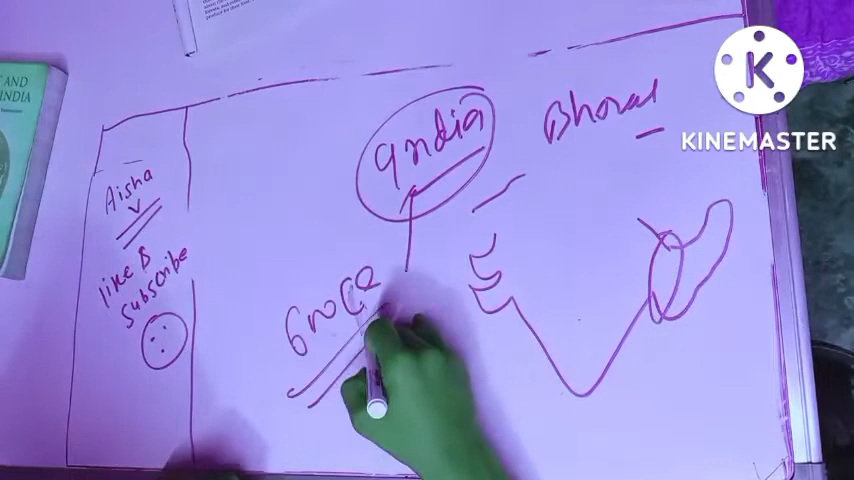 AND
INDIA
K
KINEMASTER
India
Bharat
Aisha
like &
subscribe